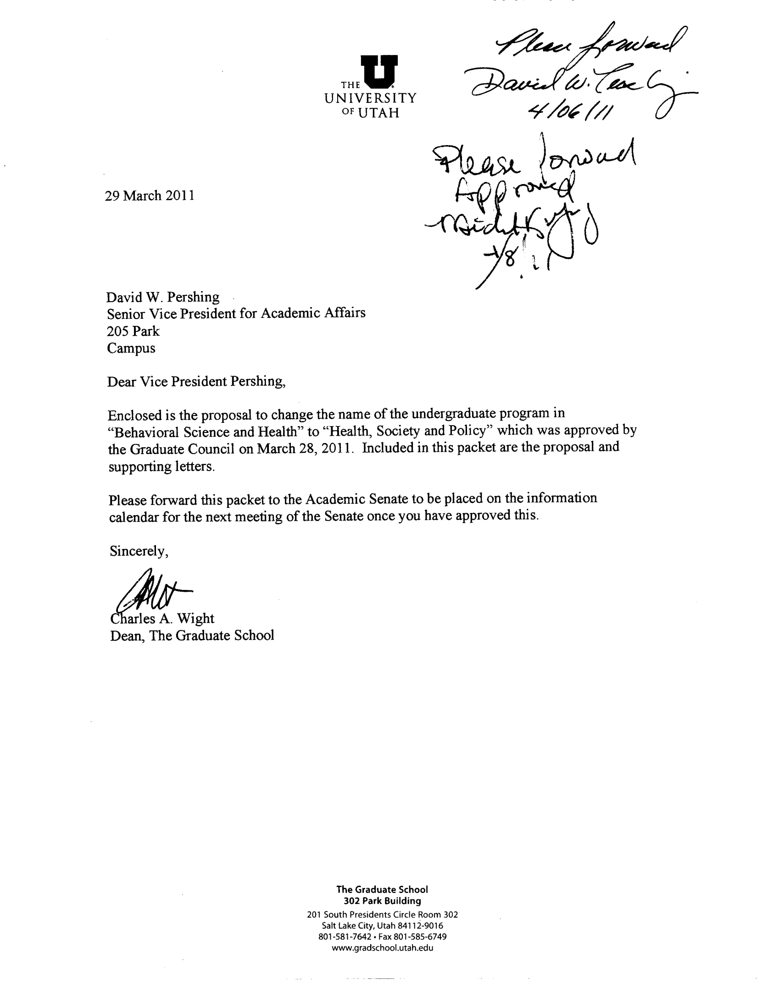 Please forward
David W.
4/06/11
THE
UNIVERSITY
OF UTAH
Please forward
Approved
29 March 2011
David W. Pershing
Senior Vice President for Academic Affairs
205 Park
Campus
Dear Vice President Pershing,
Enclosed is the proposal to change the name of the undergraduate program in
“Behavioral Science and Health” to “Health, Society and Policy” which was approved by
the Graduate Council on March 28, 2011. Included in this packet are the proposal and
supporting letters.
Please forward this packet to the Academic Senate to be placed on the information
calendar for the next meeting of the Senate once you have approved this.
Sincerely,
Charles A. Wight
Dean, The Graduate School
The Graduate School
302 Park Building
201 South Presidents Circle Room 302
Salt Lake City, Utah 84112-9016
801-581-7642 • Fax 801-585-6749
www.gradschool.utah.edu